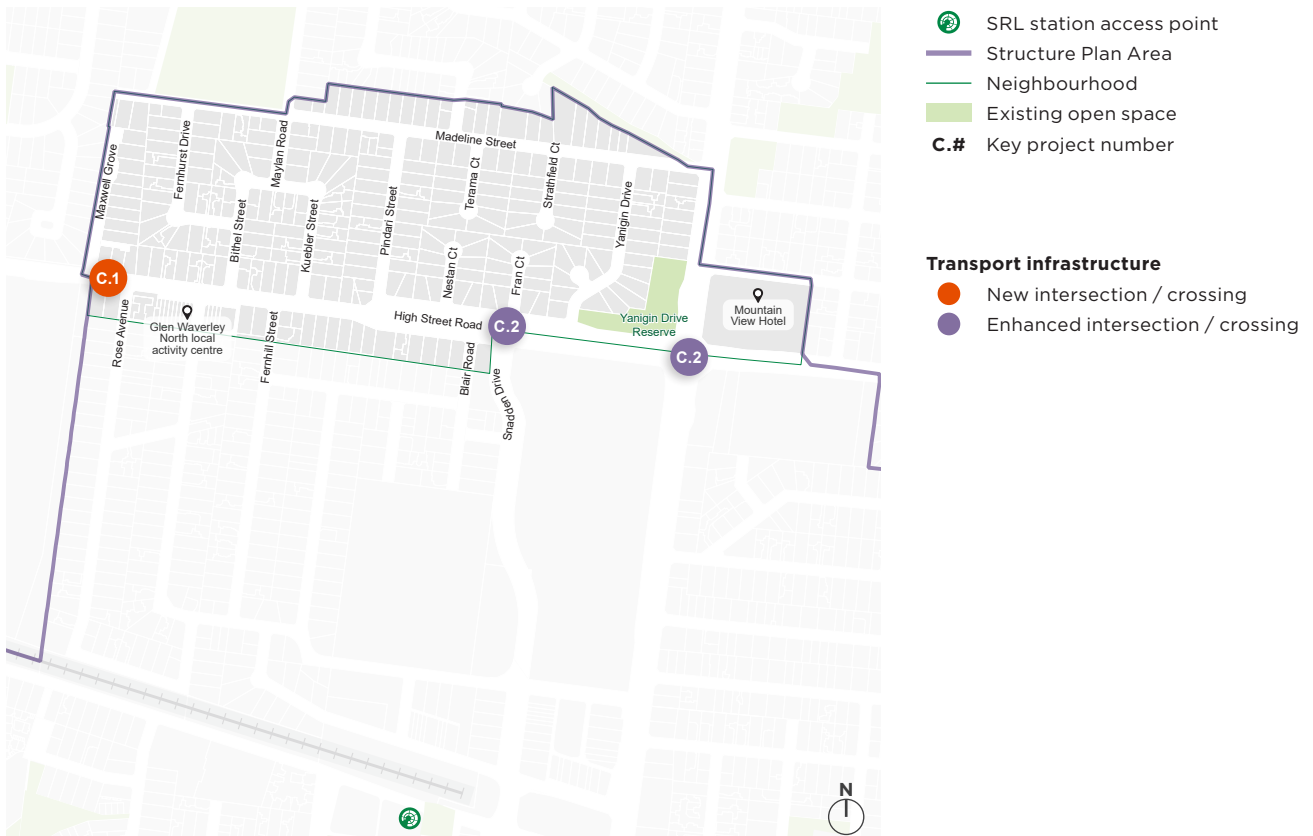 Madeline Street
Maxwell Grove
Fernhurst Drive
Maylan Road
Bithel Street
Kuebler Street
Pindari Street
Terama Ct
Strathfield Ct
Yanigin Drive
Nestan Ct
Fran Ct
C.1
Rose Avenue
Glen Waverley
North local
activity centre
Fernhill Street
High Street Road
C.2
Blair Road
Snadden Drive
Yanigin Drive
Reserve
C.2
Mountain
View Hotel
N
SRL station access point
Structure Plan Area
Neighbourhood
Existing open space
C.# Key project number
Transport infrastructure
New intersection / crossing
Enhanced intersection / crossing